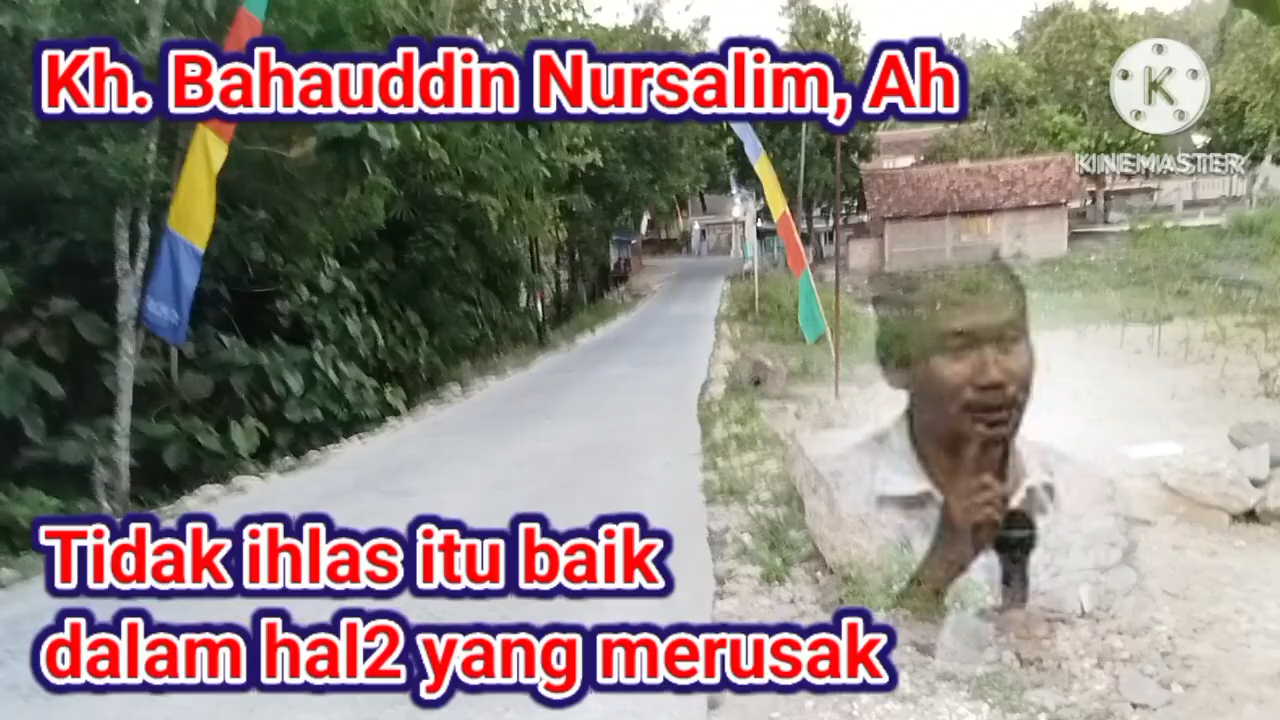 Kh. Bahauddin Nursalim, Ah
K
KINEMASTER
Tidak ihlas itu baik
dalam hal2 yang merusak